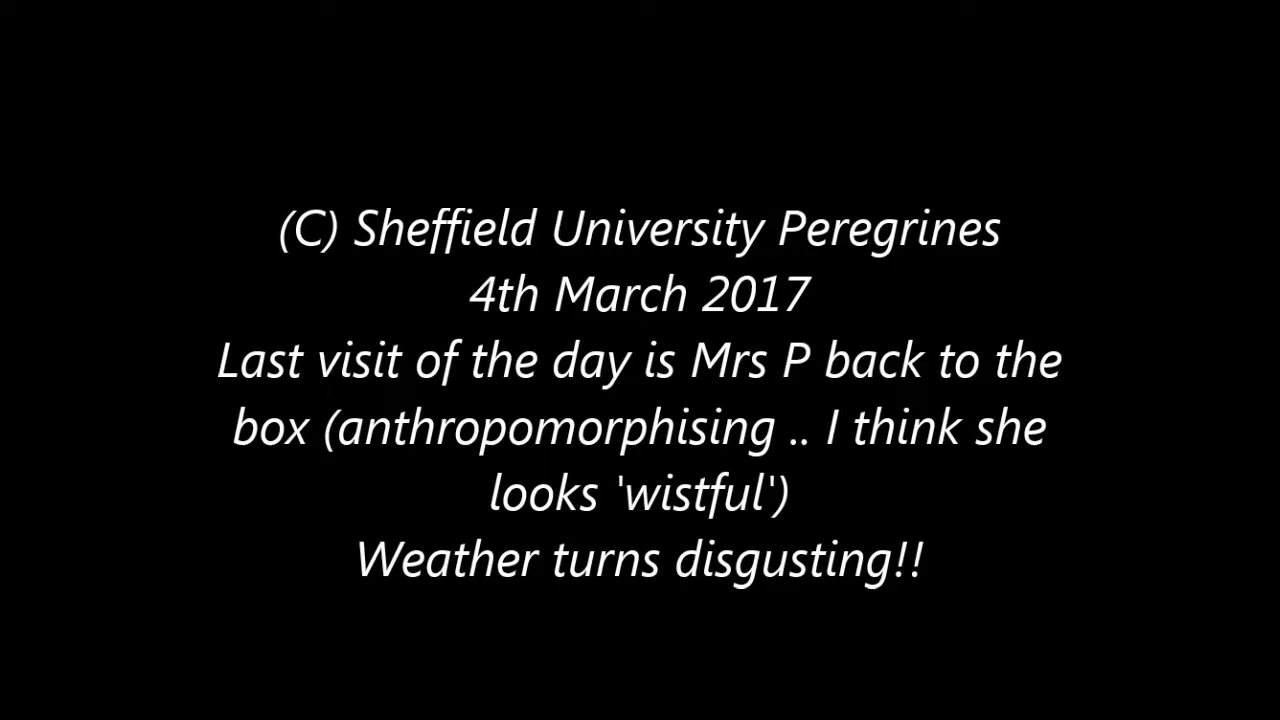 (C) Sheffield University Peregrines
4th March 2017
Last visit of the day is Mrs P back to the
box (anthropomorphising .. I think she
looks 'wistful')
Weather turns disgusting!!